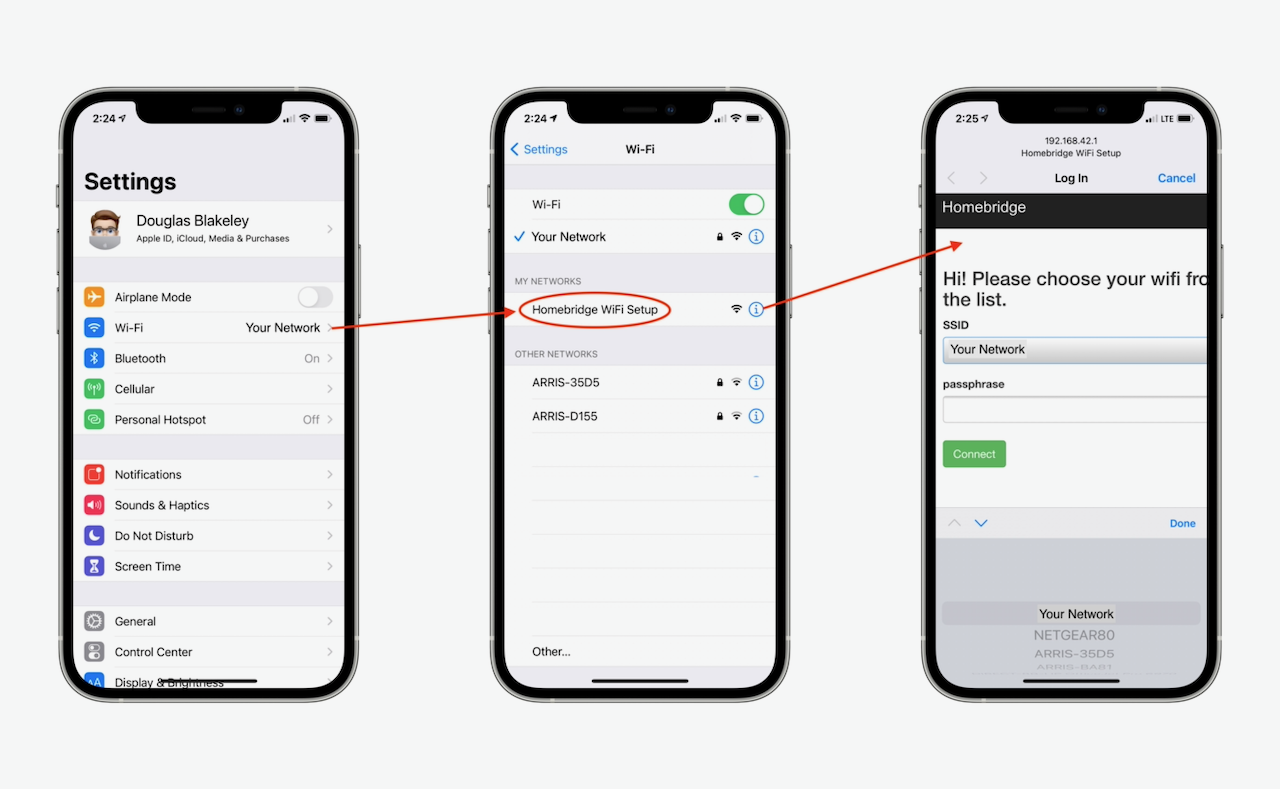 2:24
Settings
Douglas Blakeley
Apple ID, iCloud, Media & Purchases
Airplane Mode
Wi-Fi Your Network
Bluetooth On
Cellular
Personal Hotspot Off
Notifications
Sounds & Haptics
Do Not Disturb
Screen Time
General
Control Center
AA Display & Brightness
2:24
Settings Wi-Fi
Wi-Fi
Your Network
MY NETWORKS
Homebridge WiFi Setup
OTHER NETWORKS
ARRIS-35D5
ARRIS-D155
Other...
2:25 LTE
192.168.42.1
Homebridge WiFi Setup
Log In Cancel
Homebridge
Hi! Please choose your wifi fro
the list.
SSID
Your Network
passphrase
Connect
Done
Your Network
NETGEAR80
ARRIS-35D5
ARRIS-BA81